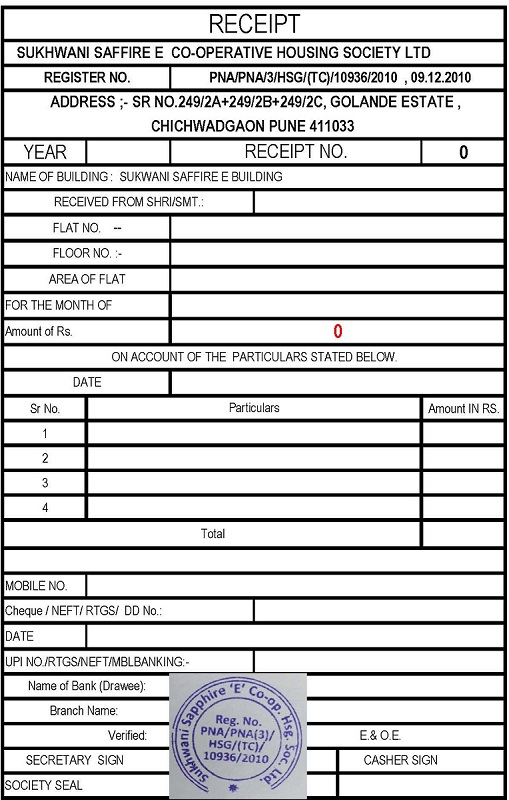 RECEIPT
SUKHWANI SAFFIRE E CO-OPERATIVE HOUSING SOCIETY LTD
REGISTER NO. PNA/PNA/3/HSG/(TC)/10936/2010 , 09.12.2010
ADDRESS ;- SR NO.249/2A+249/2B+249/2C, GOLANDE ESTATE ,
CHICHWADGAON PUNE 411033
YEAR RECEIPT NO. 0
NAME OF BUILDING : SUKWANI SAFFIRE E BUILDING
RECEIVED FROM SHRI/SMT.:
FLAT NO. --
FLOOR NO. :-
AREA OF FLAT
FOR THE MONTH OF
Amount of Rs. 0
ON ACCOUNT OF THE PARTICULARS STATED BELOW.
DATE
Sr No. Particulars Amount IN RS.
1
2
3
4
Total
MOBILE NO.
Cheque / NEFT/ RTGS/ DD No.:
DATE
UPI NO./RTGS/NEFT/MBLBANKING:-
Name of Bank (Drawee):
Branch Name:
Verified: E.& O.E.
SECRETARY SIGN CASHER SIGN
SOCIETY SEAL
Sukhwani Sapphire 'E' Co-op. Hsg. Soc. Ltd.
Reg. No.
PNA/PNA(3)/
HSG/(TC)/
10936/2010